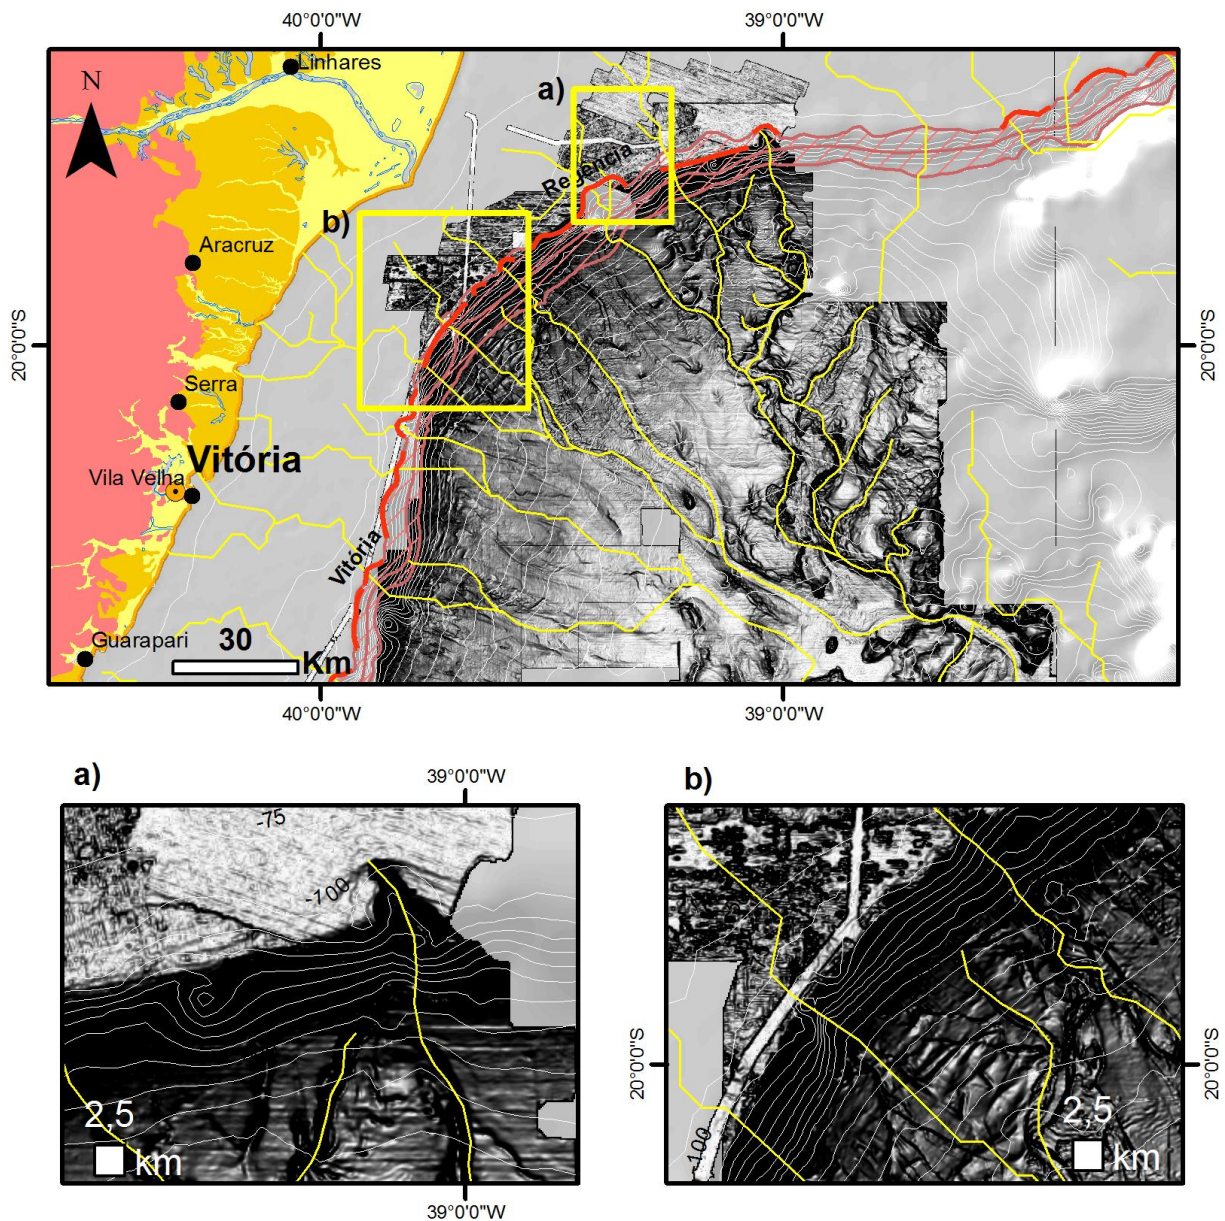 40°0'0"W
39°0'0"W
N
Linhares
a)
Regência
b)
Aracruz
20°0'0"S
20°0'0"S
Serra
Vitória
Vila Velha
Vitória
Guarapari
30
Km
40°0'0"W
39°0'0"W
a)
39°0'0"W
b)
-75
-100
20°0'0"S
20°0'0"S
2,5
km
100
2,5
km
39°0'0"W